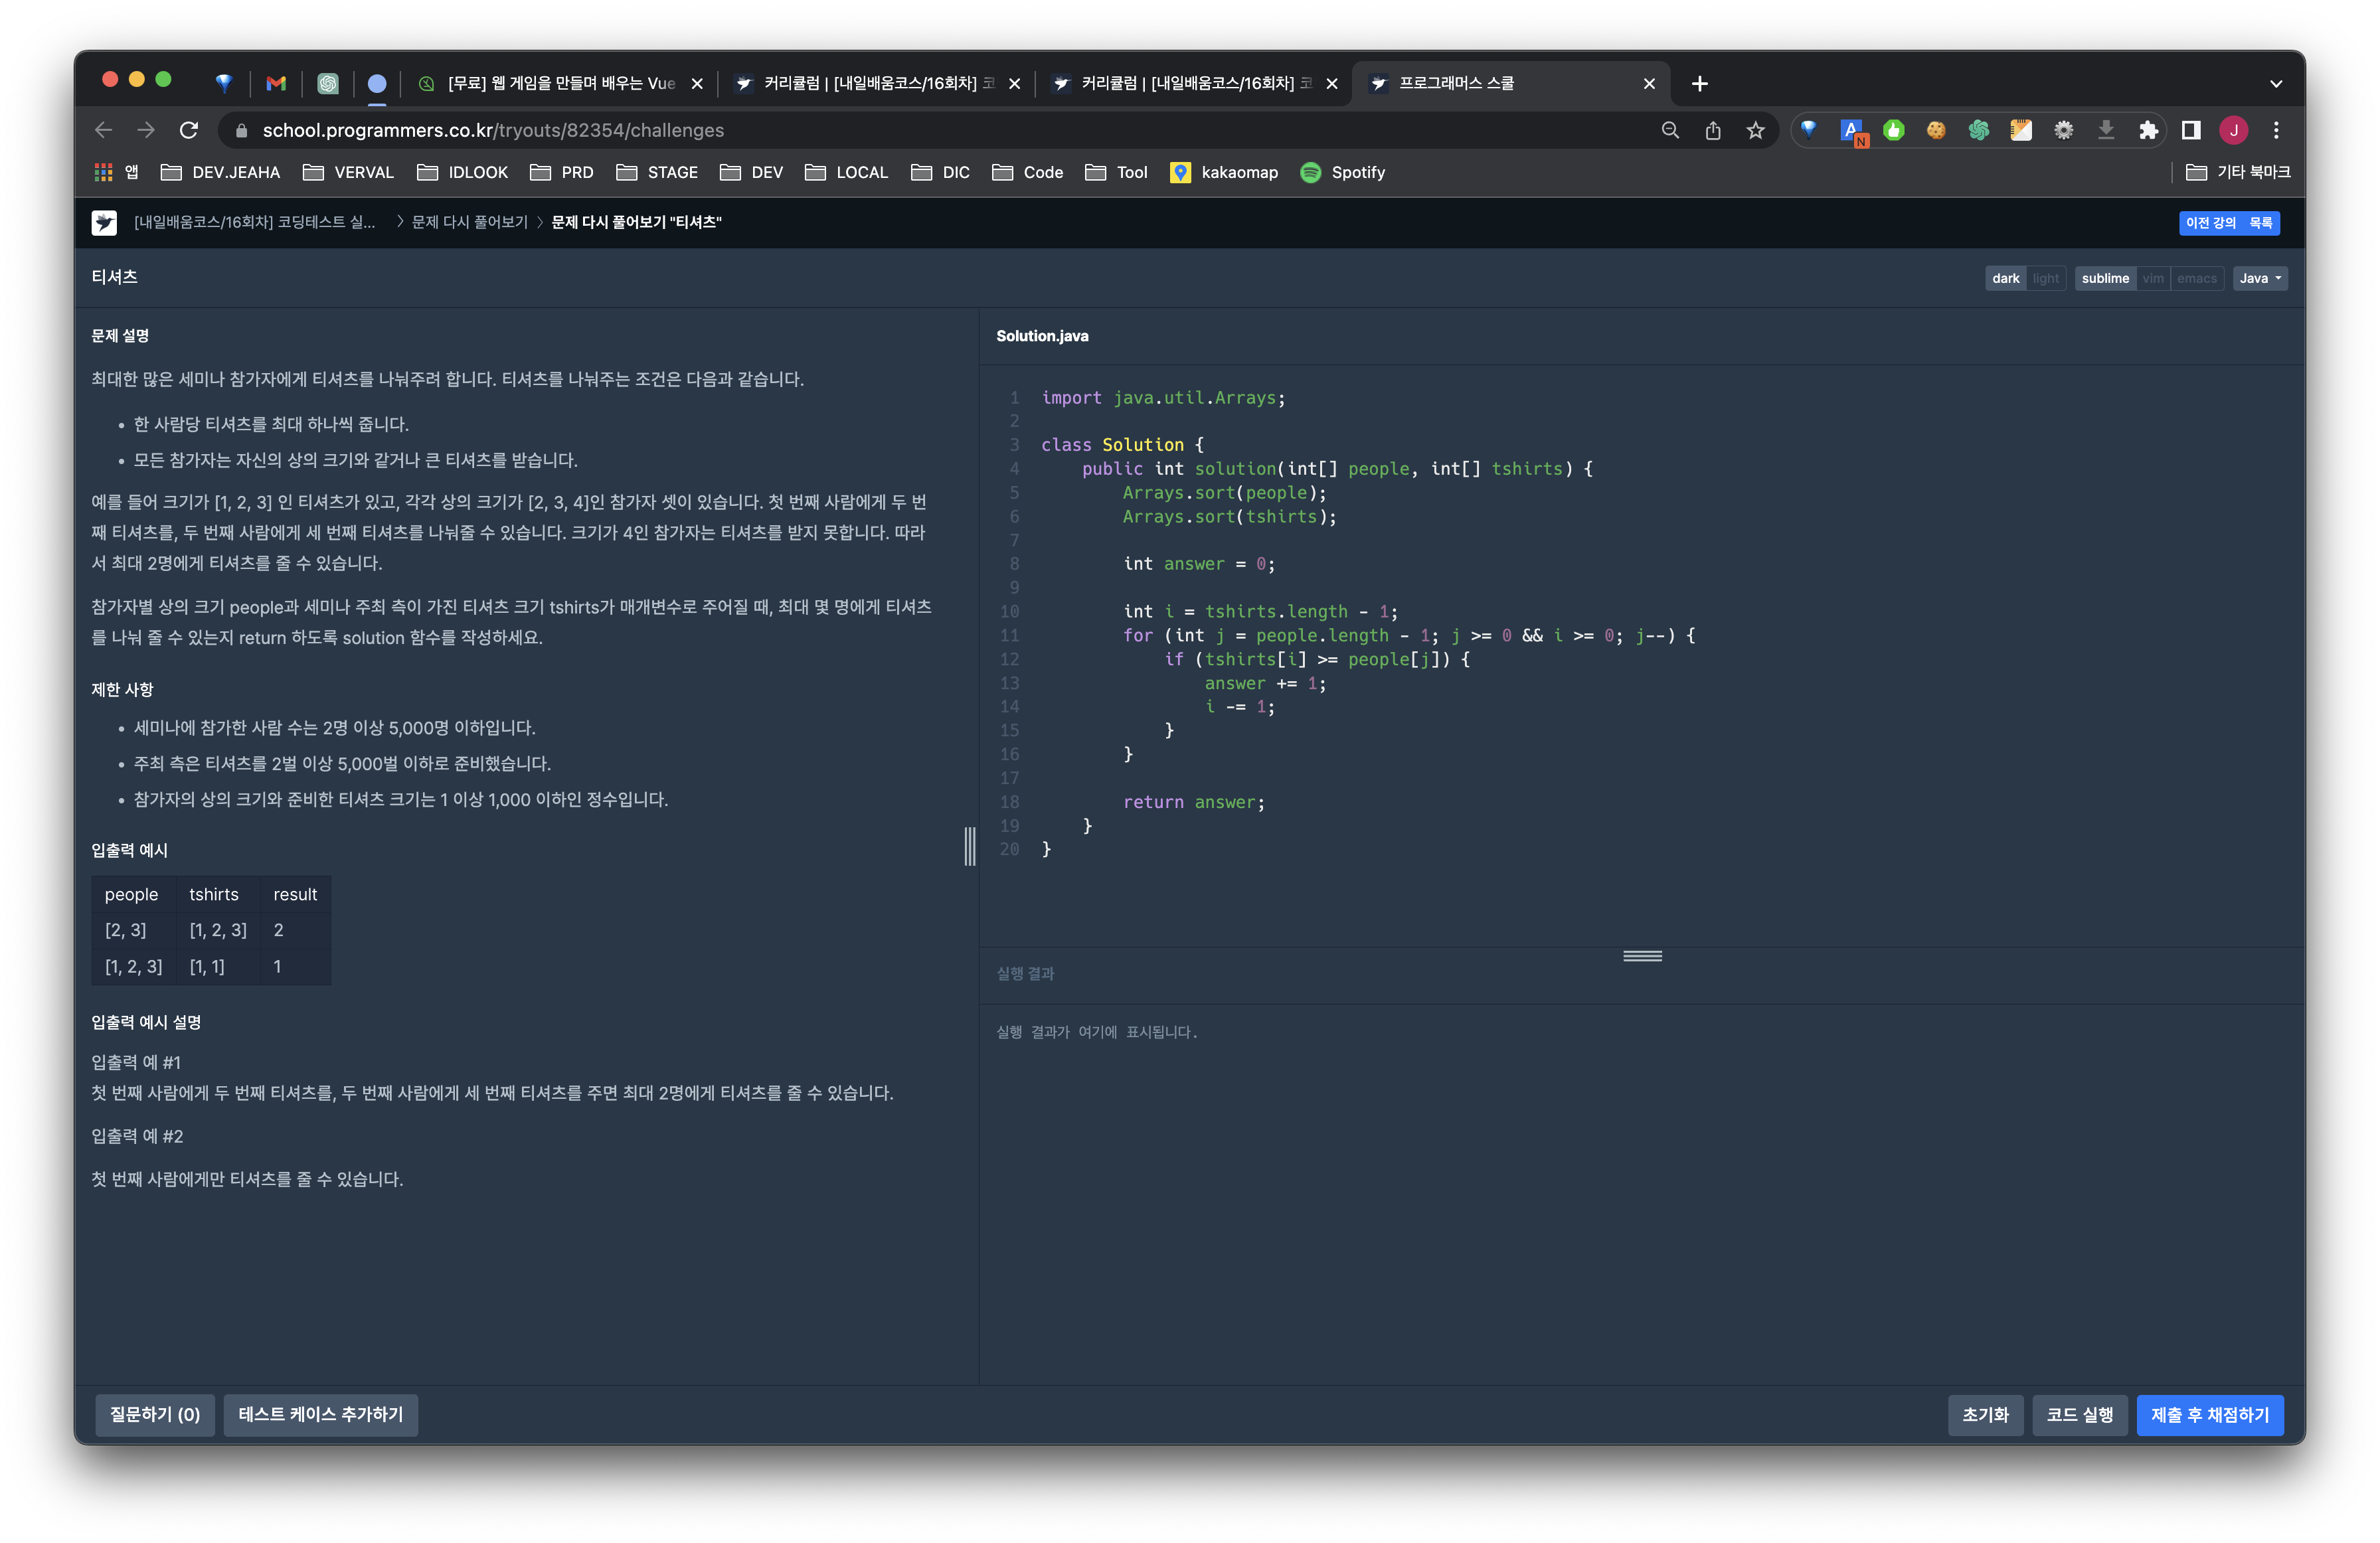 [무료] 웹 게임을 만들며 배우는 Vue
커리큘럼 | [내일배움코스/16회차] 코
커리큘럼 | [내일배움코스/16회차] 코
프로그래머스 스쿨
school.programmers.co.kr/tryouts/82354/challenges
A
N
J
앱
DEV.JEAHA
VERVAL
IDLOOK
PRD
STAGE
DEV
LOCAL
DIC
Code
Tool
kakaomap
Spotify
기타 북마크
[내일배움코스/16회차] 코딩테스트 실... > 문제 다시 풀어보기 > 문제 다시 풀어보기 "티셔츠"
이전 강의 목록
티셔츠
dark light
sublime vim emacs
Java
문제 설명
최대한 많은 세미나 참가자에게 티셔츠를 나눠주려 합니다. 티셔츠를 나눠주는 조건은 다음과 같습니다.
• 한 사람당 티셔츠를 최대 하나씩 줍니다.
• 모든 참가자는 자신의 상의 크기와 같거나 큰 티셔츠를 받습니다.
예를 들어 크기가 [1, 2, 3] 인 티셔츠가 있고, 각각 상의 크기가 [2, 3, 4]인 참가자 셋이 있습니다. 첫 번째 사람에게 두 번
째 티셔츠를, 두 번째 사람에게 세 번째 티셔츠를 나눠줄 수 있습니다. 크기가 4인 참가자는 티셔츠를 받지 못합니다. 따라
서 최대 2명에게 티셔츠를 줄 수 있습니다.
참가자별 상의 크기 people과 세미나 주최 측이 가진 티셔츠 크기 tshirts가 매개변수로 주어질 때, 최대 몇 명에게 티셔츠
를 나눠 줄 수 있는지 return 하도록 solution 함수를 작성하세요.
제한 사항
• 세미나에 참가한 사람 수는 2명 이상 5,000명 이하입니다.
• 주최 측은 티셔츠를 2벌 이상 5,000벌 이하로 준비했습니다.
• 참가자의 상의 크기와 준비한 티셔츠 크기는 1 이상 1,000 이하인 정수입니다.
입출력 예시
people tshirts result
[2, 3] [1, 2, 3] 2
[1, 2, 3] [1, 1] 1
입출력 예시 설명
입출력 예 #1
첫 번째 사람에게 두 번째 티셔츠를, 두 번째 사람에게 세 번째 티셔츠를 주면 최대 2명에게 티셔츠를 줄 수 있습니다.
입출력 예 #2
첫 번째 사람에게만 티셔츠를 줄 수 있습니다.
Solution.java
1 import java.util.Arrays;
2
3 class Solution {
4     public int solution(int[] people, int[] tshirts) {
5         Arrays.sort(people);
6         Arrays.sort(tshirts);
7
8         int answer = 0;
9
10         int i = tshirts.length - 1;
11         for (int j = people.length - 1; j >= 0 && i >= 0; j--) {
12             if (tshirts[i] >= people[j]) {
13                 answer += 1;
14                 i -= 1;
15             }
16         }
17
18         return answer;
19     }
20 }
실행 결과
실행 결과가 여기에 표시됩니다.
질문하기 (0)
테스트 케이스 추가하기
초기화
코드 실행
제출 후 채점하기